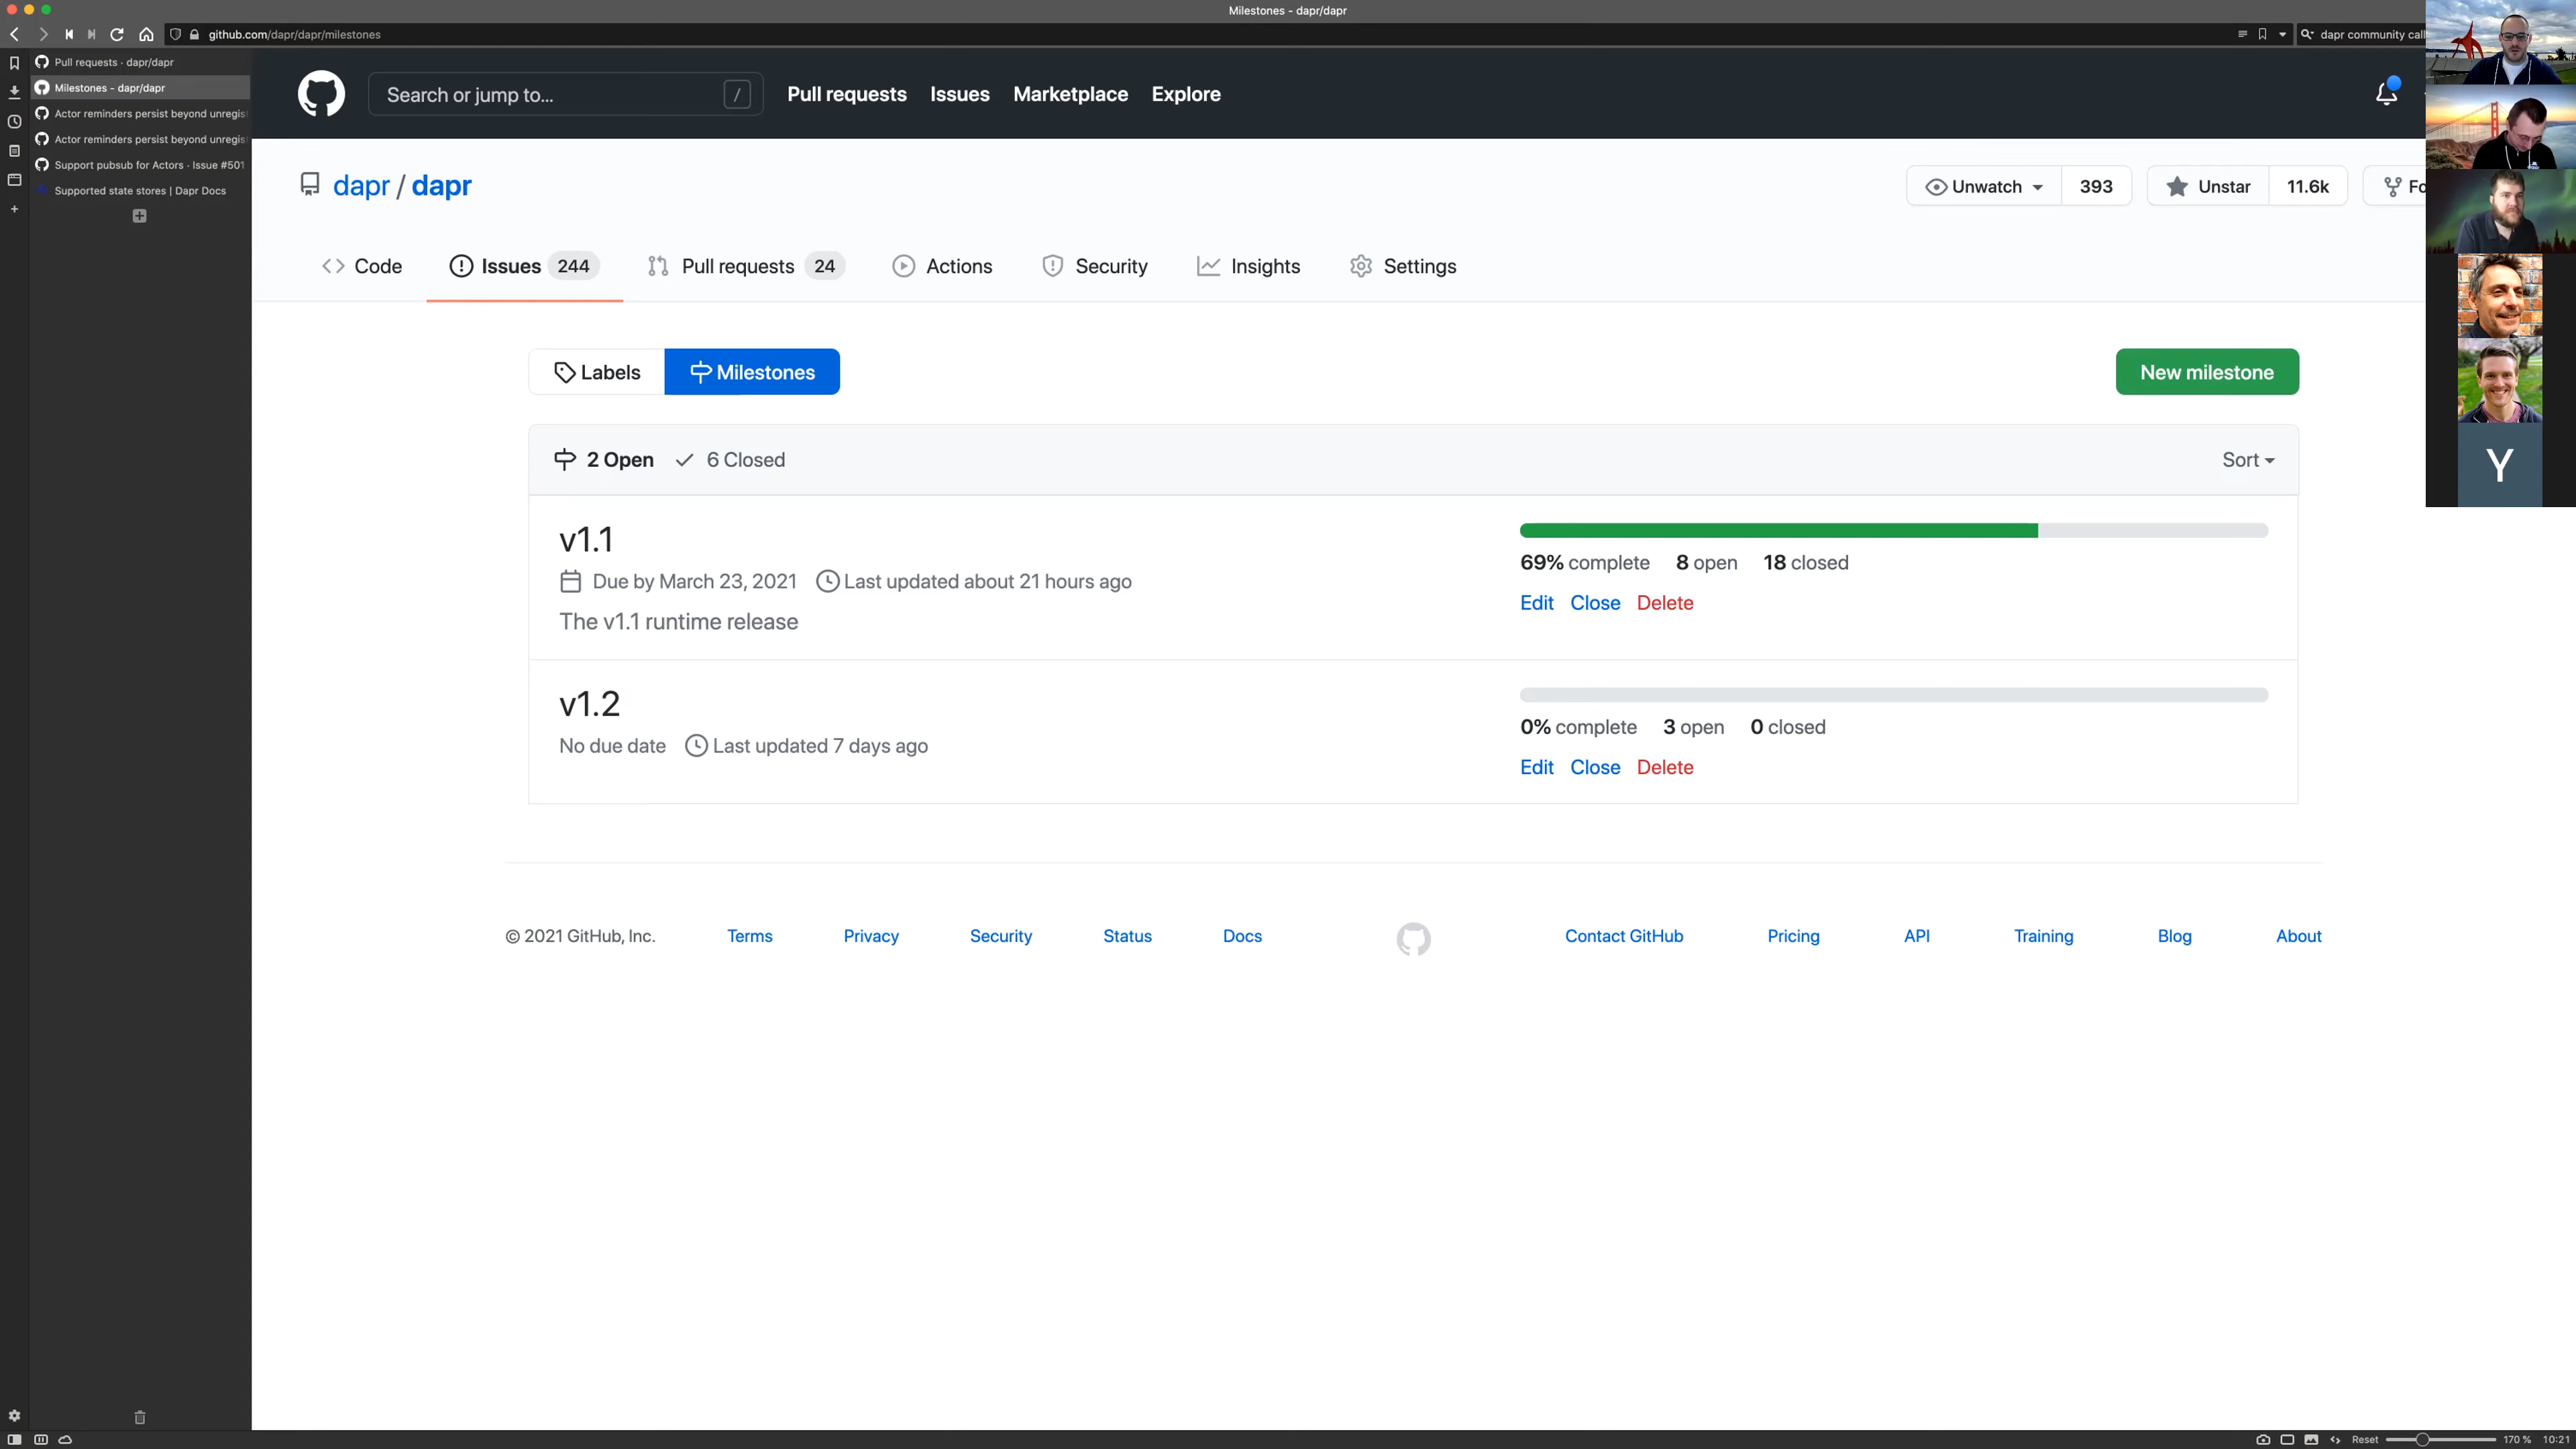 Milestones - dapr/dapr
github.com/dapr/dapr/milestones
dapr community call
Pull requests · dapr/dapr
Milestones - dapr/dapr
Actor reminders persist beyond unregis
Actor reminders persist beyond unregis
Support pubsub for Actors · Issue #501
Supported state stores | Dapr Docs
Search or jump to... /
Pull requests Issues Marketplace Explore
dapr / dapr
Unwatch 393 Unstar 11.6k Fo
Code Issues 244 Pull requests 24 Actions Security Insights Settings
Labels Milestones New milestone
2 Open 6 Closed Sort
v1.1
Due by March 23, 2021 Last updated about 21 hours ago
The v1.1 runtime release
69% complete 8 open 18 closed
Edit Close Delete
v1.2
No due date Last updated 7 days ago
0% complete 3 open 0 closed
Edit Close Delete
© 2021 GitHub, Inc. Terms Privacy Security Status Docs Contact GitHub Pricing API Training Blog About
Y
Reset 170 % 10:21